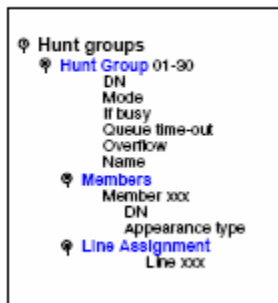 Hunt groups
Hunt Group 01-30
DN
Mode
If busy
Queue time-out
Overflow
Name
Members
Member xxx
DN
Appearance type
Line Assignment
Line xxx